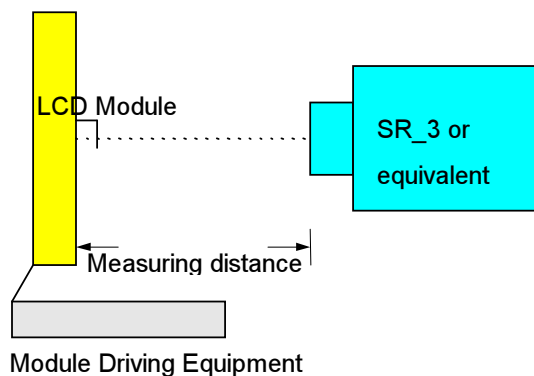 LCD Module
SR_3 or
equivalent
Measuring distance
Module Driving Equipment